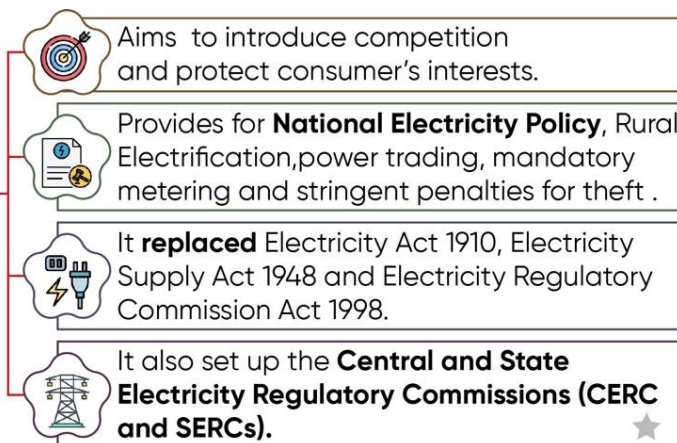 Aims to introduce competition
and protect consumer's interests.
Provides for National Electricity Policy, Rural
Electrification,power trading, mandatory
metering and stringent penalties for theft .
It replaced Electricity Act 1910, Electricity
Supply Act 1948 and Electricity Regulatory
Commission Act 1998.
It also set up the Central and State
Electricity Regulatory Commissions (CERC
and SERCs).